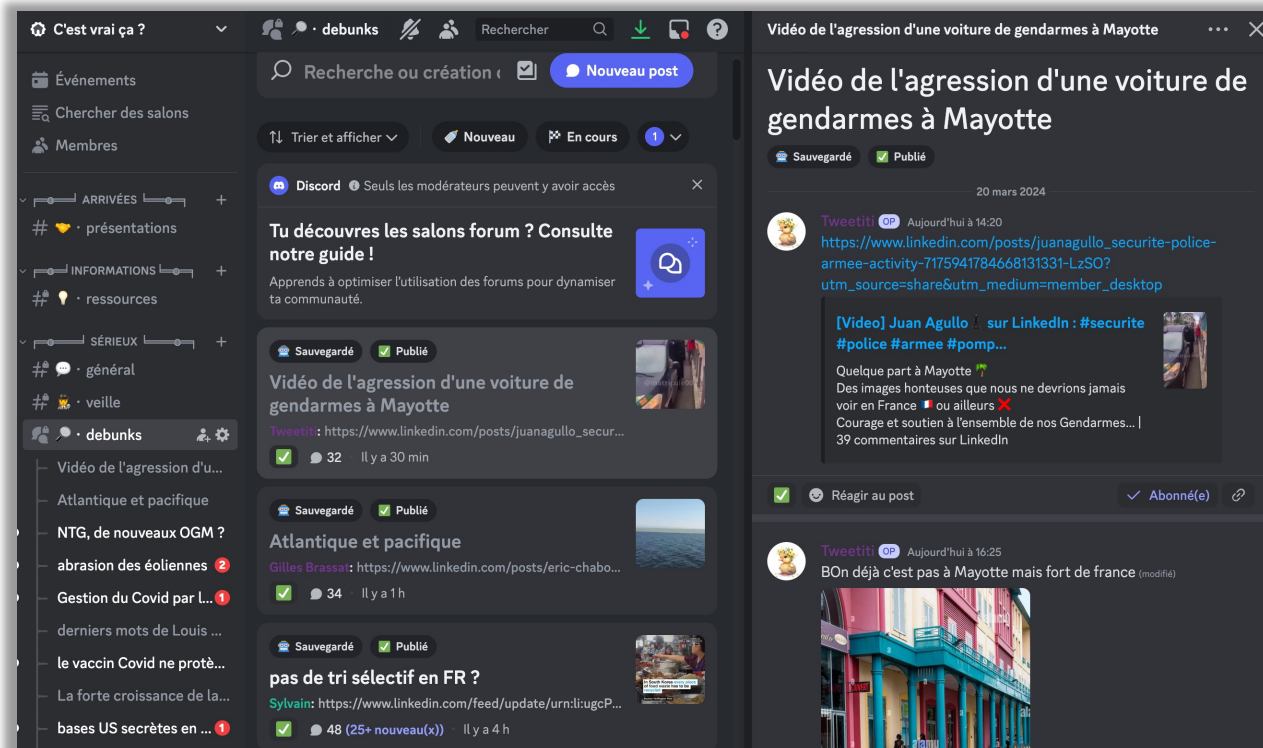 C'est vrai ça ?
Événements
Chercher des salons
Membres
ARRIVÉES
présentations
INFORMATIONS
ressources
SÉRIEUX
général
veille
debunks
Vidéo de l'agression d'u...
Atlantique et pacifique
NTG, de nouveaux OGM ?
abrasion des éoliennes 2
Gestion du Covid par l... 1
derniers mots de Louis ...
le vaccin Covid ne protè...
La forte croissance de la...
bases US secrètes en ... 1
debunks
Rechercher
Recherche ou création
Nouveau post
Trier et afficher
Nouveau
En cours
1
Discord Seuls les modérateurs peuvent y avoir accès
Tu découvres les salons forum ? Consulte
notre guide !
Apprends à optimiser l'utilisation des forums pour dynamiser
ta communauté.
Sauvegardé Publié
Vidéo de l'agression d'une voiture de
gendarmes à Mayotte
Tweetiti: https://www.linkedin.com/posts/juanagullo_secur...
32 Il y a 30 min
Sauvegardé Publié
Atlantique et pacifique
Gilles Brassat: https://www.linkedin.com/posts/eric-chabo...
34 Il y a 1 h
Sauvegardé Publié
pas de tri sélectif en FR ?
Sylvain: https://www.linkedin.com/feed/update/urn:li:ugcP...
48 (25+ nouveau(x)) Il y a 4 h
Vidéo de l'agression d'une voiture de gendarmes à Mayotte
Vidéo de l'agression d'une voiture de
gendarmes à Mayotte
Sauvegardé Publié
20 mars 2024
Tweetiti OP Aujourd'hui à 14:20
https://www.linkedin.com/posts/juanagullo_securite-police-
armee-activity-7175941784668131331-LzSO?
utm_source=share&utm_medium=member_desktop
[Video] Juan Agullo sur LinkedIn : #securite
#police #armee #pomp...
Quelque part à Mayotte
Des images honteuses que nous ne devrions jamais
voir en France ou ailleurs
Courage et soutien à l'ensemble de nos Gendarmes... |
39 commentaires sur LinkedIn
Réagir au post
Abonné(e)
Tweetiti OP Aujourd'hui à 16:25
BOn déjà c'est pas à Mayotte mais fort de france (modifié)